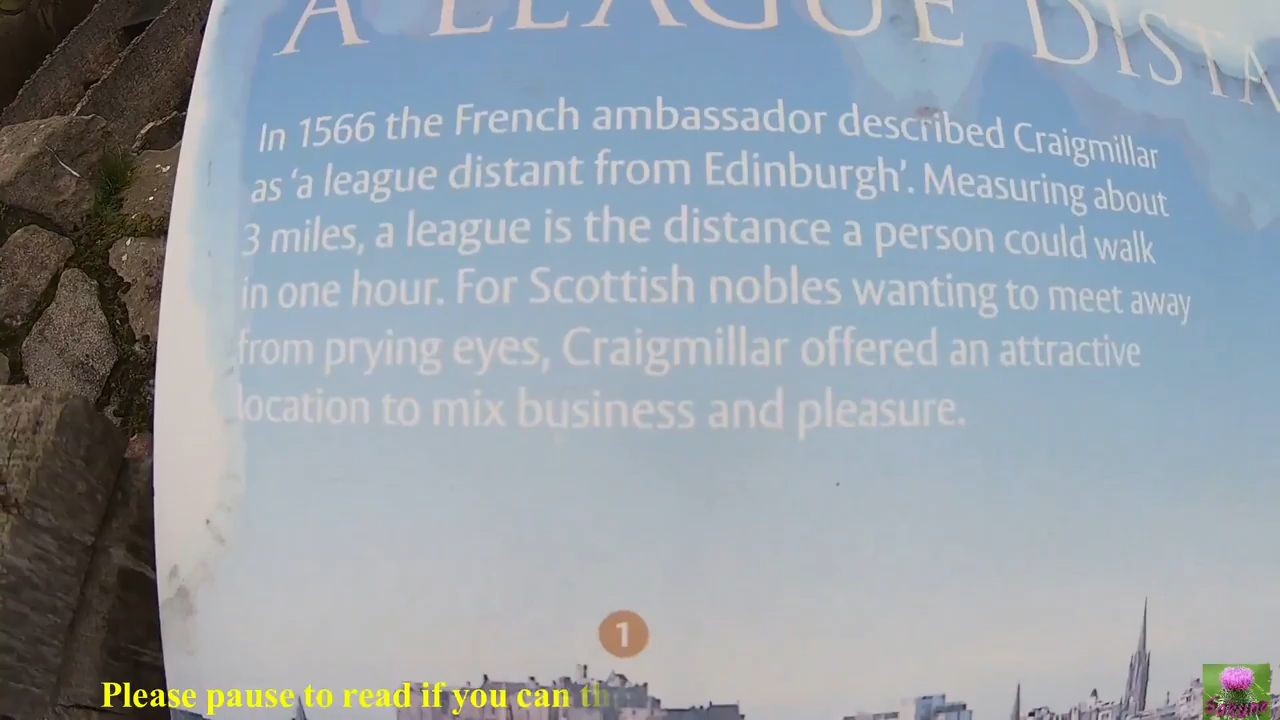 A LEAGUE DISTA
In 1566 the French ambassador described Craigmillar
as ‘a league distant from Edinburgh’. Measuring about
3 miles, a league is the distance a person could walk
in one hour. For Scottish nobles wanting to meet away
from prying eyes, Craigmillar offered an attractive
location to mix business and pleasure.
1
Please pause to read if you can th